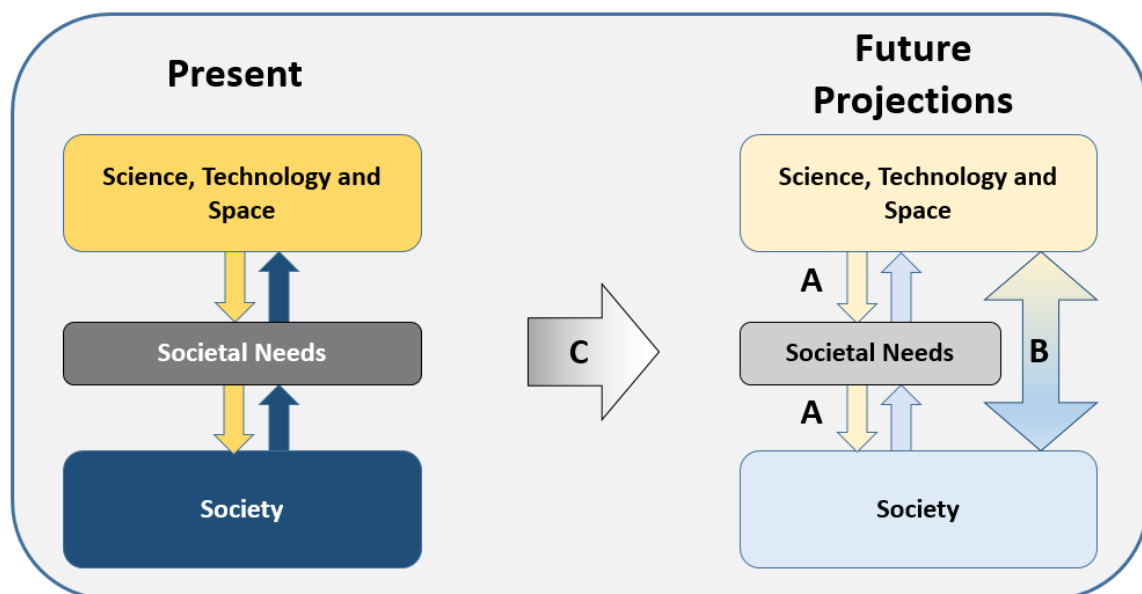 Present
Science, Technology and
Space
Societal Needs
Society
C
Future
Projections
Science, Technology and
Space
A
Societal Needs
B
A
Society